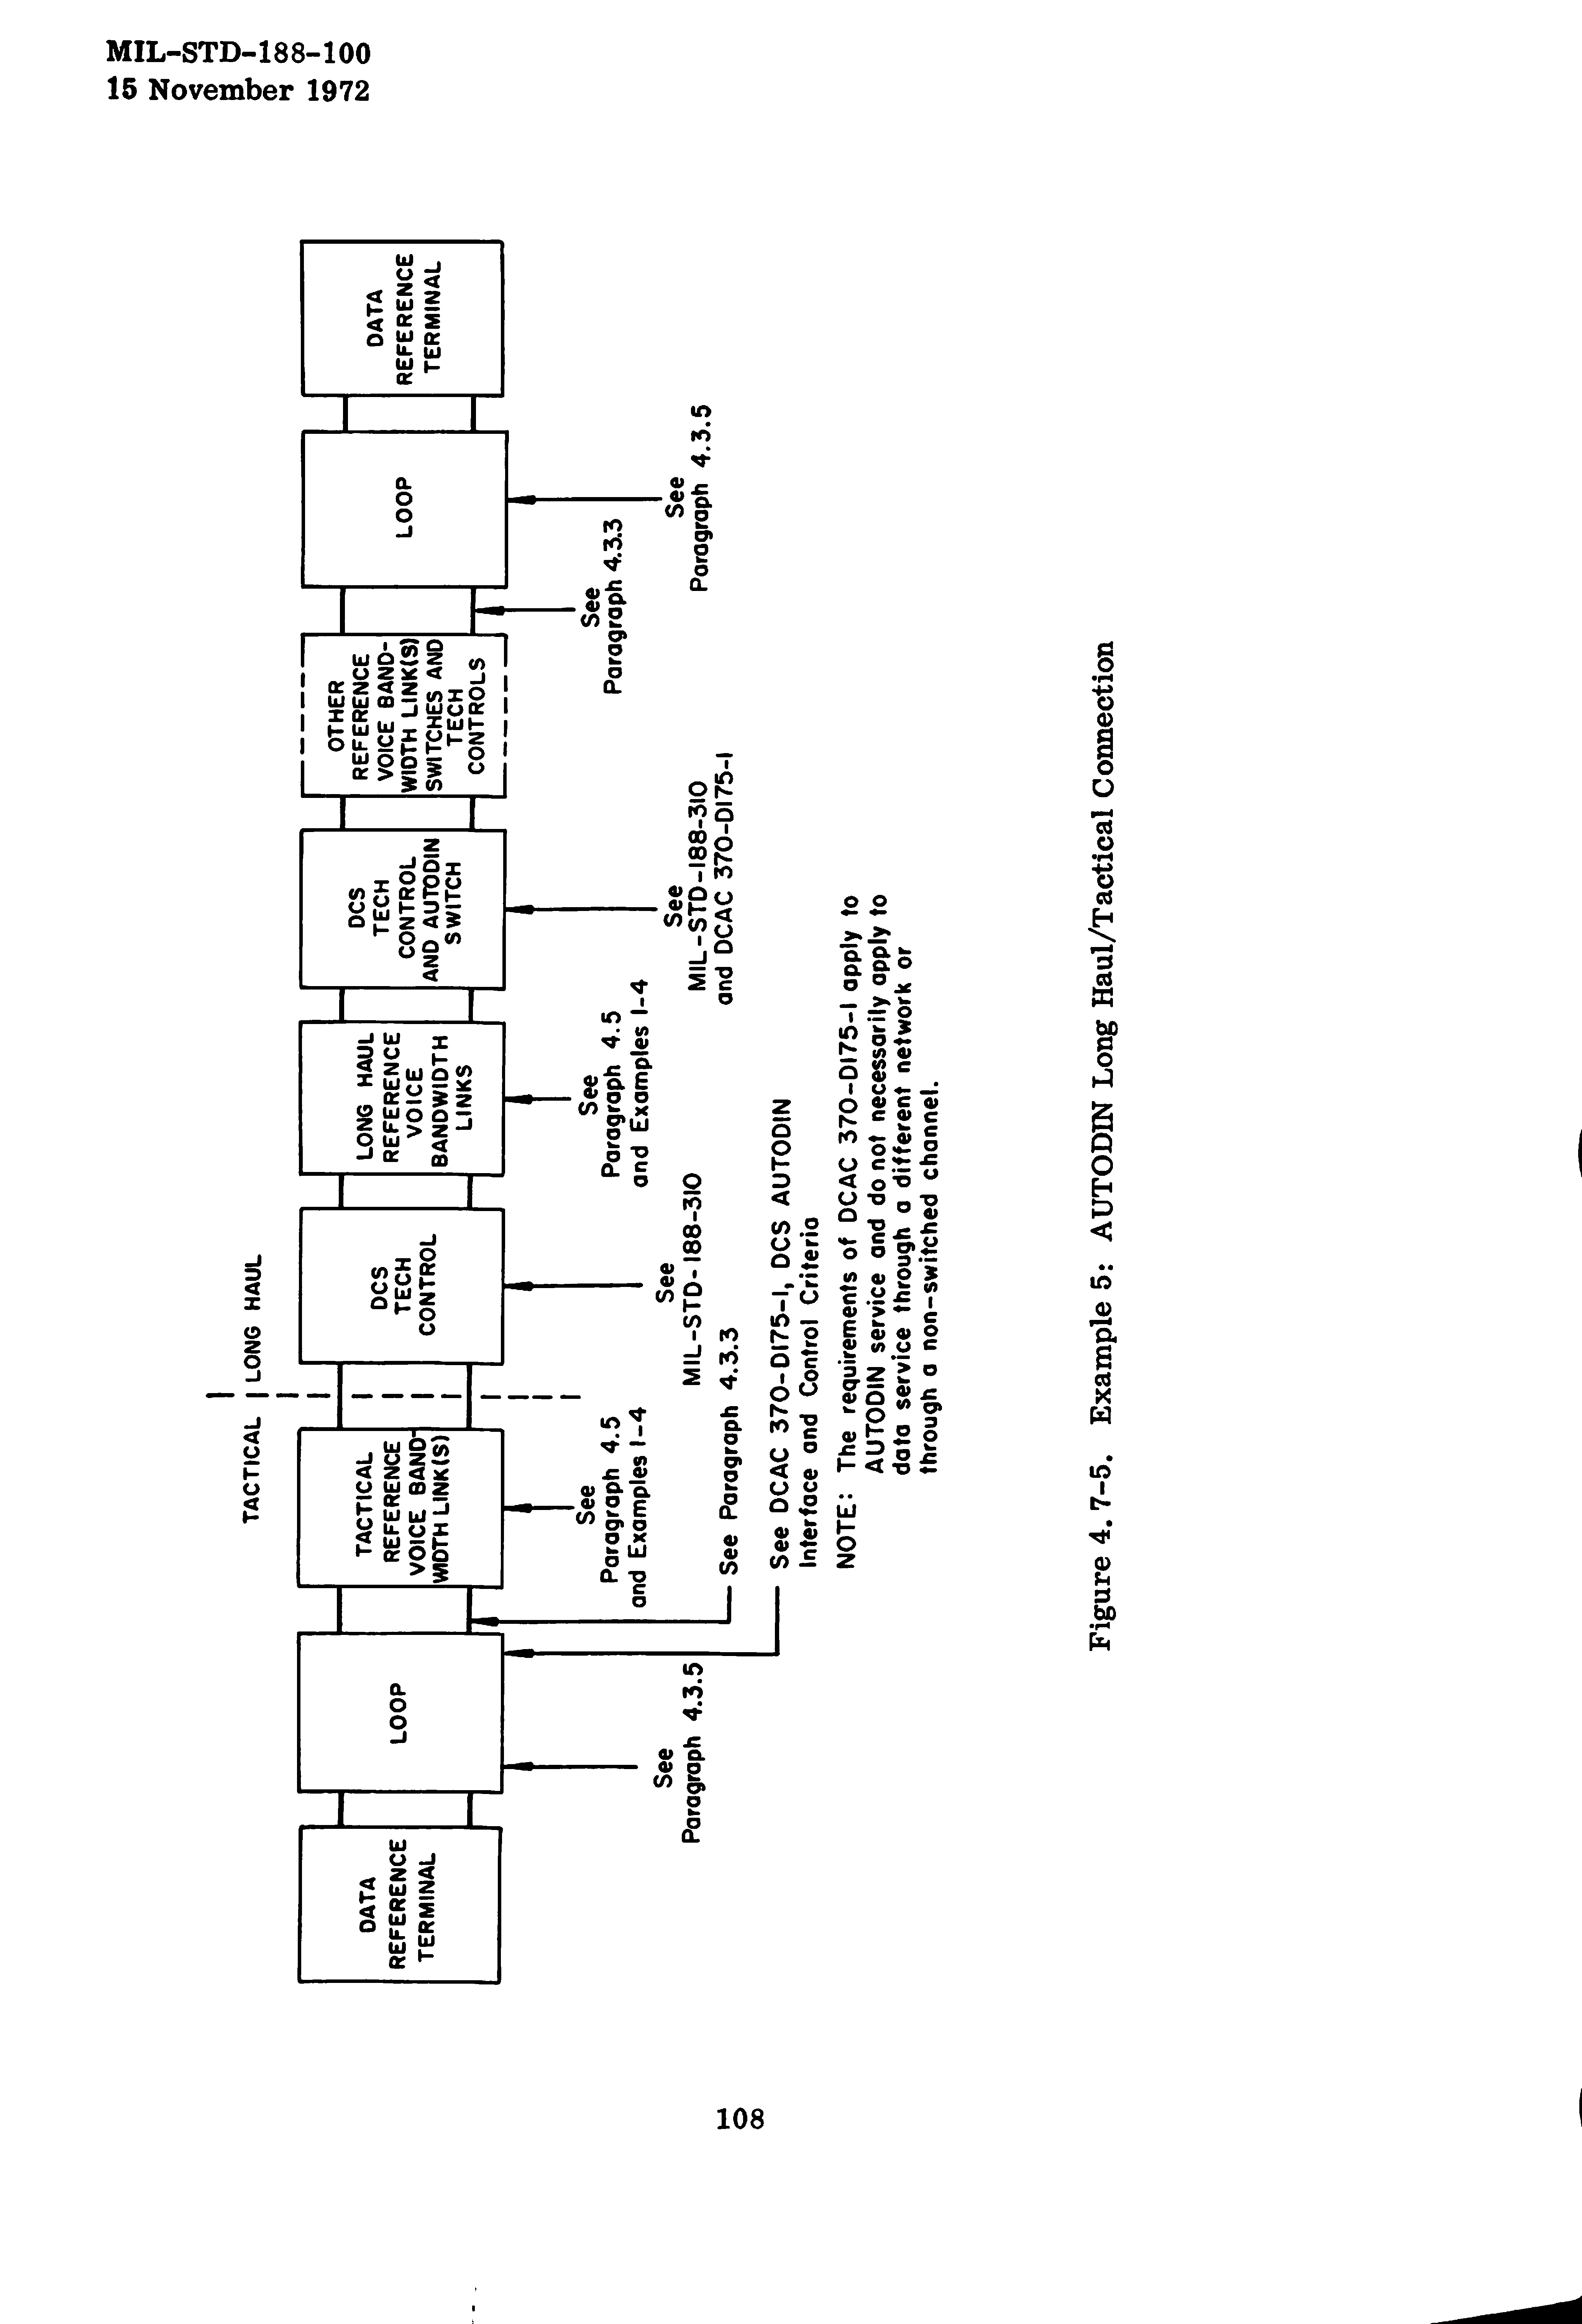 MIL-STD-188-100
15 November 1972
TACTICAL
LONG HAUL
DATA
REFERENCE
TERMINAL
LOOP
TACTICAL
REFERENCE
VOICE BAND-
WIDTH LINK(S)
DCS
TECH
CONTROL
LONG HAUL
REFERENCE
VOICE
BANDWIDTH
LINKS
DCS
TECH
CONTROL
AND AUTODIN
SWITCH
OTHER
REFERENCE
VOICE BAND-
WIDTH LINK(S)
SWITCHES AND
TECH
CONTROLS
LOOP
DATA
REFERENCE
TERMINAL
See
Paragraph 4.3.5
See
Paragraph 4.5
and Examples 1-4
See
MIL-STD-188-310
See
Paragraph 4.5
and Examples 1-4
See
MIL-STD-188-310
and DCAC 370-D175-1
See
Paragraph 4.3.3
See
Paragraph 4.3.5
See Paragraph 4.3.3
See DCAC 370-D175-1, DCS AUTODIN
Interface and Control Criteria
NOTE: The requirements of DCAC 370-D175-1 apply to
AUTODIN service and do not necessarily apply to
data service through a different network or
through a non-switched channel.
Figure 4.7-5. Example 5: AUTODIN Long Haul/Tactical Connection
108